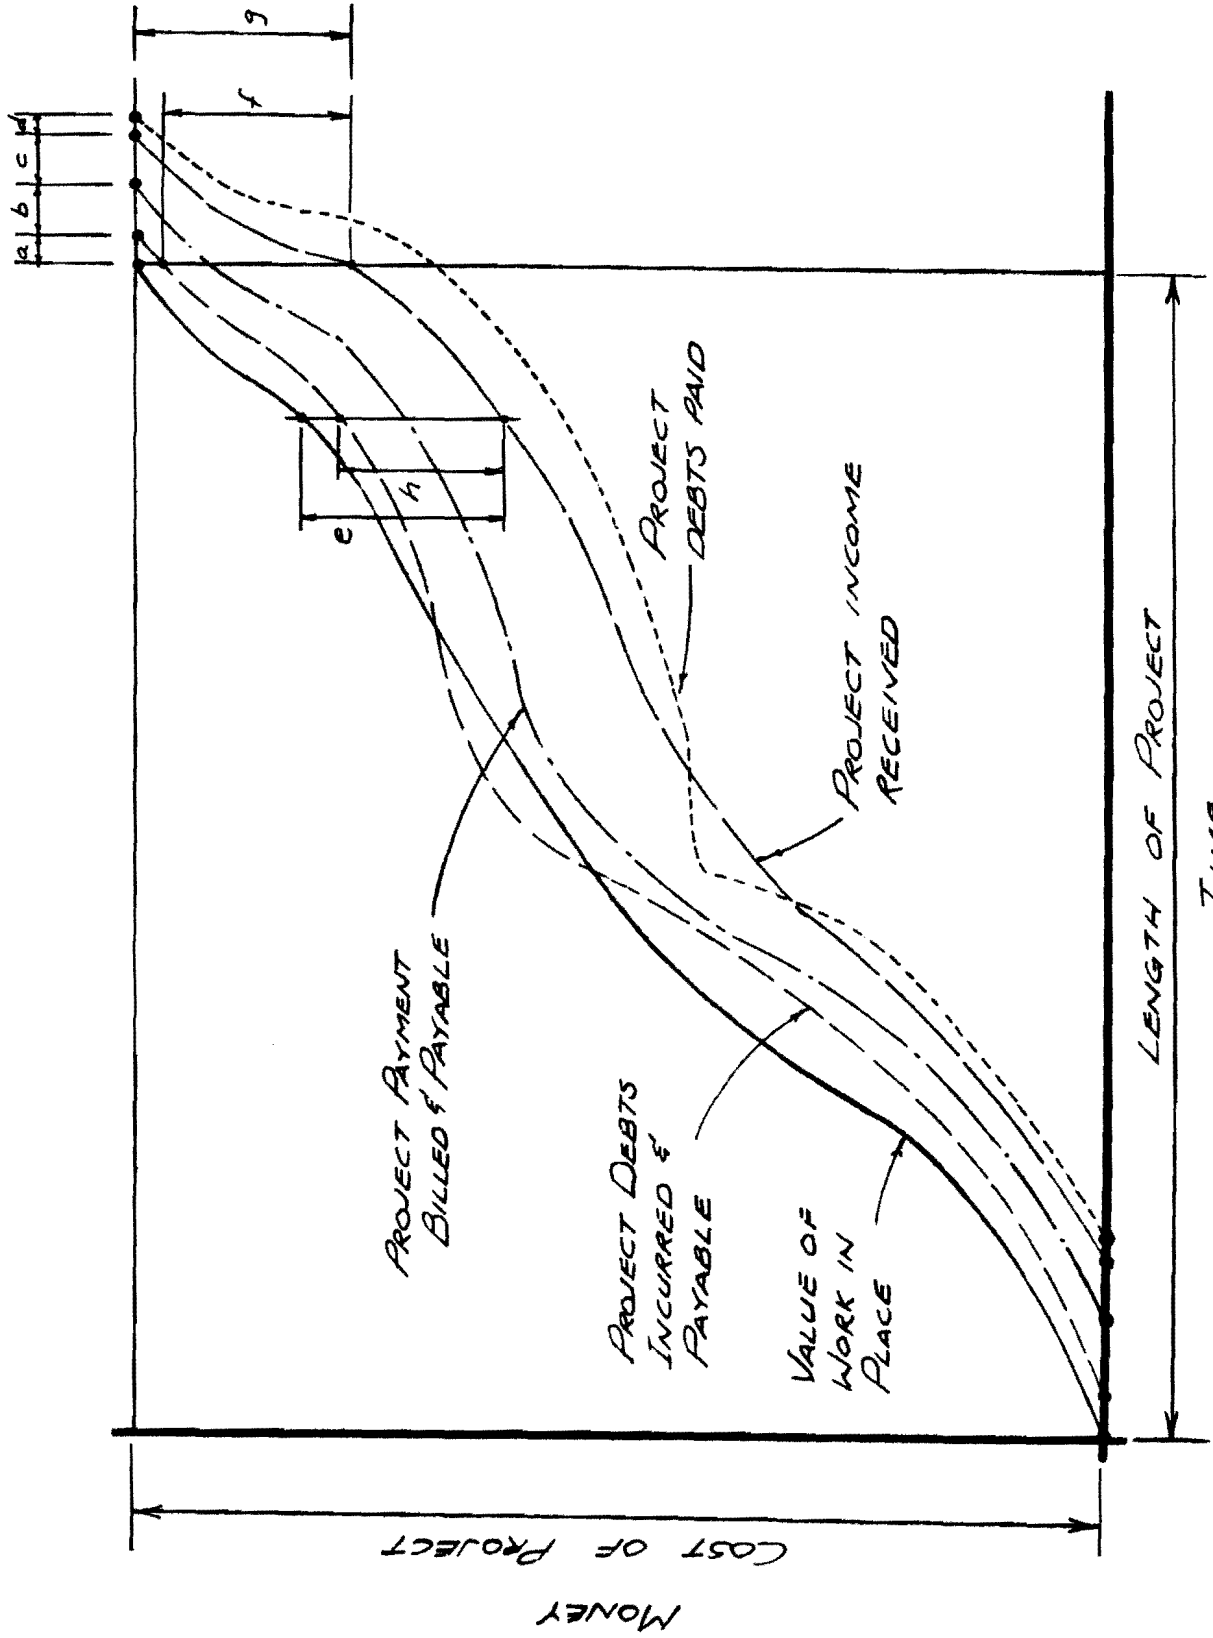 a
b
c
d
g
f
e
h
PROJECT PAYMENT
BILLED & PAYABLE
PROJECT DEBTS
INCURRED &
PAYABLE
VALUE OF
WORK IN
PLACE
PROJECT
DEBTS PAID
PROJECT INCOME
RECEIVED
LENGTH OF PROJECT
COST OF PROJECT
MONEY